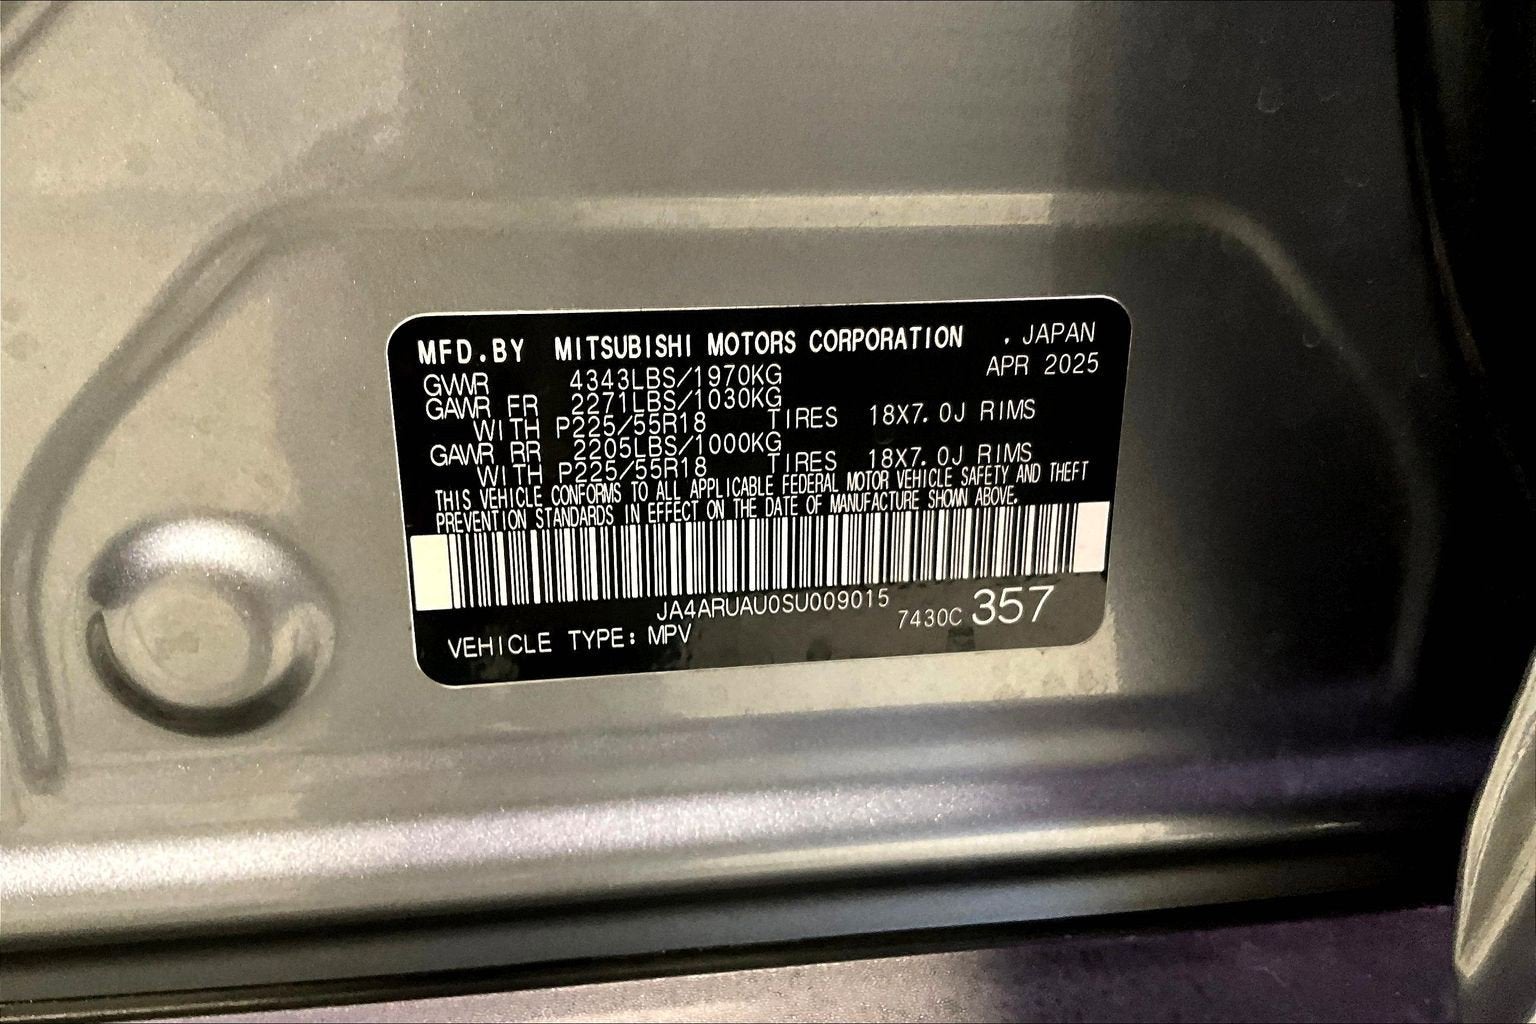 MFD.BY MITSUBISHI MOTORS CORPORATION . JAPAN
APR 2025
GVWR 4343LBS/1970KG
GAWR FR 2271LBS/1030KG
WITH P225/55R18 TIRES 18X7.0J RIMS
GAWR RR 2205LBS/1000KG
WITH P225/55R18 TIRES 18X7.0J RIMS
THIS VEHICLE CONFORMS TO ALL APPLICABLE FEDERAL MOTOR VEHICLE SAFETY AND THEFT
PREVENTION STANDARDS IN EFFECT ON THE DATE OF MANUFACTURE SHOWN ABOVE.
JA4ARUAU0SU009015
7430C 357
VEHICLE TYPE: MPV